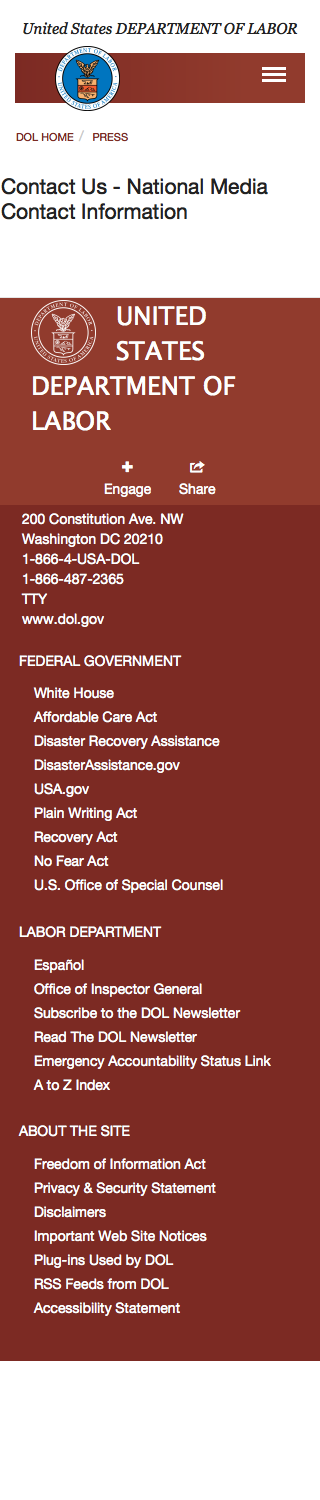 United States DEPARTMENT OF LABOR
DOL HOME / PRESS
Contact Us - National Media
Contact Information
UNITED
STATES
DEPARTMENT OF
LABOR
Engage Share
200 Constitution Ave. NW
Washington DC 20210
1-866-4-USA-DOL
1-866-487-2365
TTY
www.dol.gov
FEDERAL GOVERNMENT
White House
Affordable Care Act
Disaster Recovery Assistance
DisasterAssistance.gov
USA.gov
Plain Writing Act
Recovery Act
No Fear Act
U.S. Office of Special Counsel
LABOR DEPARTMENT
Español
Office of Inspector General
Subscribe to the DOL Newsletter
Read The DOL Newsletter
Emergency Accountability Status Link
A to Z Index
ABOUT THE SITE
Freedom of Information Act
Privacy & Security Statement
Disclaimers
Important Web Site Notices
Plug-ins Used by DOL
RSS Feeds from DOL
Accessibility Statement